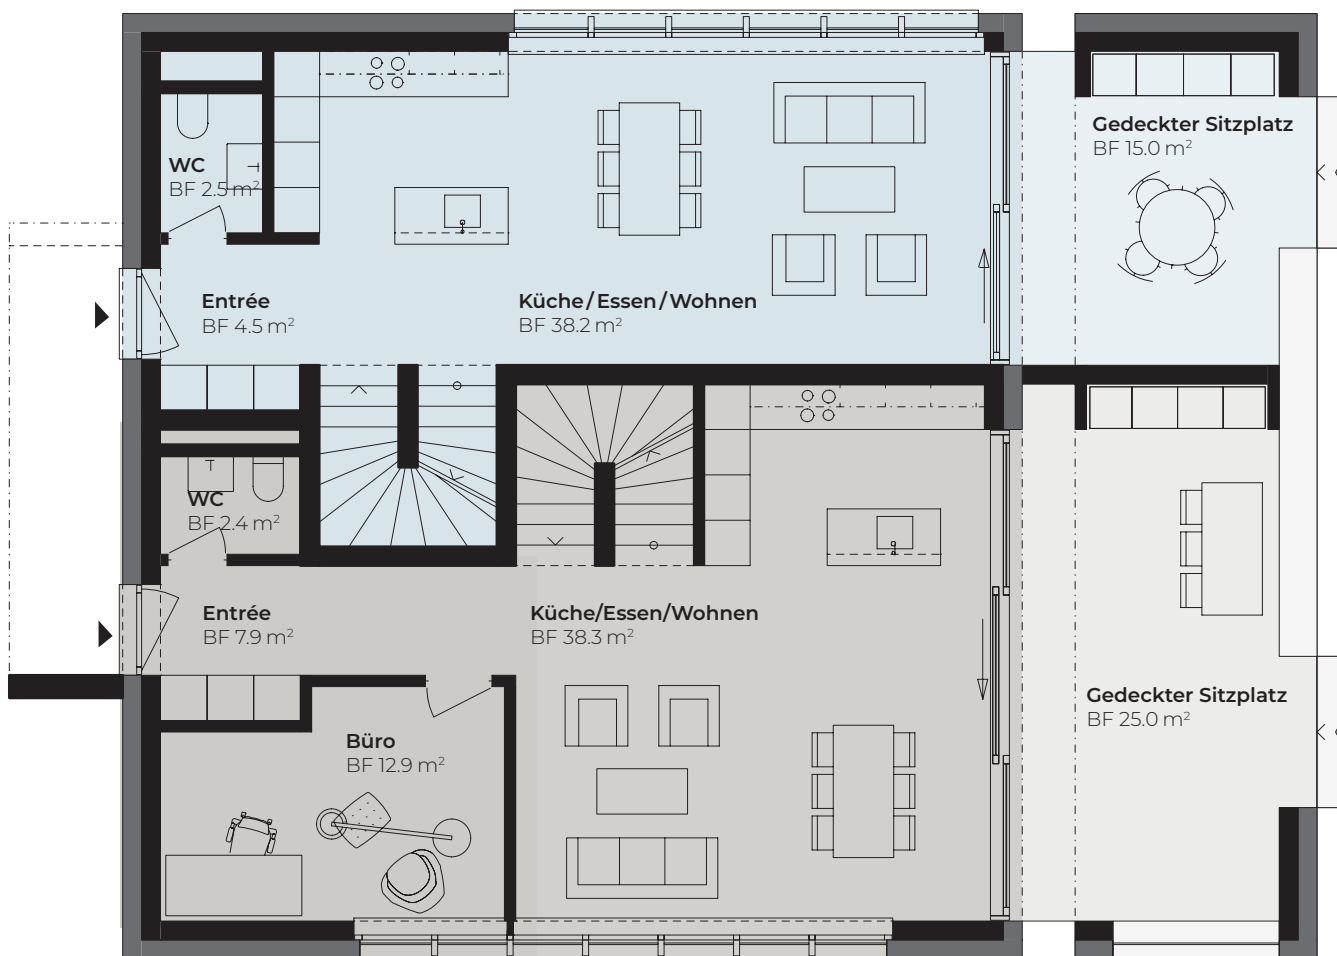 Gedeckter Sitzplatz
BF 15.0 m²
WC
BF 2.5 m²
Entrée
BF 4.5 m²
Küche/Essen/Wohnen
BF 38.2 m²
WC
BF 2.4 m²
Entrée
BF 7.9 m²
Küche/Essen/Wohnen
BF 38.3 m²
Gedeckter Sitzplatz
BF 25.0 m²
Büro
BF 12.9 m²